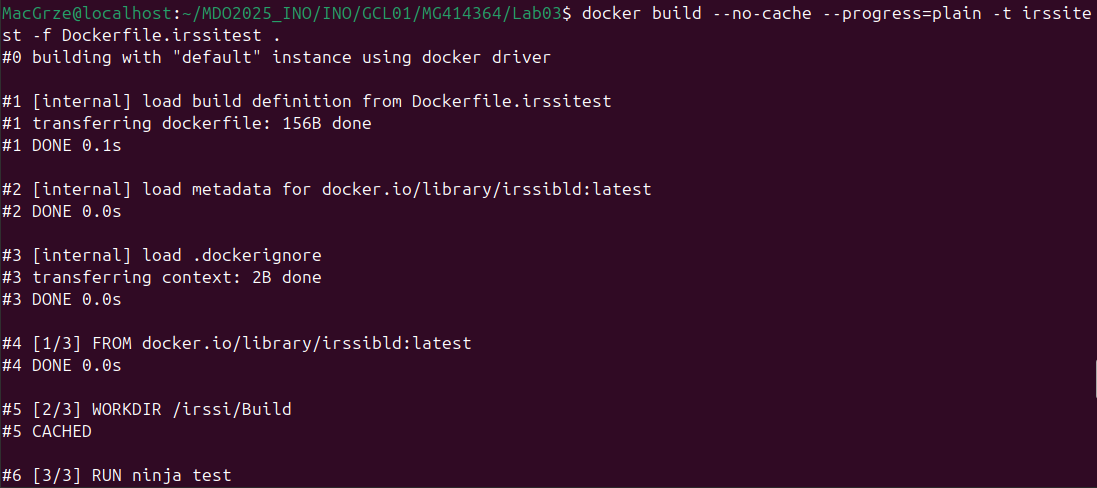 MacGrze@localhost:~/MDO2025_INO/INO/GCL01/MG414364/Lab03$ docker build --no-cache --progress=plain -t irssite
st -f Dockerfile.irssitest .
#0 building with "default" instance using docker driver
#1 [internal] load build definition from Dockerfile.irssitest
#1 transferring dockerfile: 156B done
#1 DONE 0.1s
#2 [internal] load metadata for docker.io/library/irssibld:latest
#2 DONE 0.0s
#3 [internal] load .dockerignore
#3 transferring context: 2B done
#3 DONE 0.0s
#4 [1/3] FROM docker.io/library/irssibld:latest
#4 DONE 0.0s
#5 [2/3] WORKDIR /irssi/Build
#5 CACHED
#6 [3/3] RUN ninja test